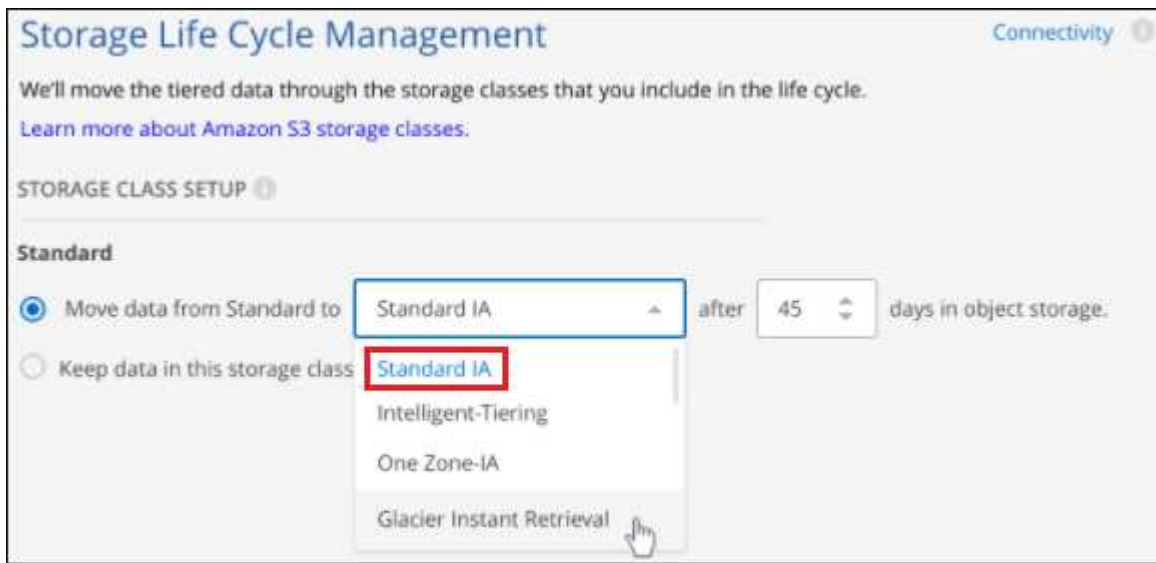 Storage Life Cycle Management
Connectivity
We'll move the tiered data through the storage classes that you include in the life cycle.
Learn more about Amazon S3 storage classes.
STORAGE CLASS SETUP
Standard
Move data from Standard to Standard IA after 45 days in object storage.
Keep data in this storage class
Standard IA
Intelligent-Tiering
One Zone-IA
Glacier Instant Retrieval